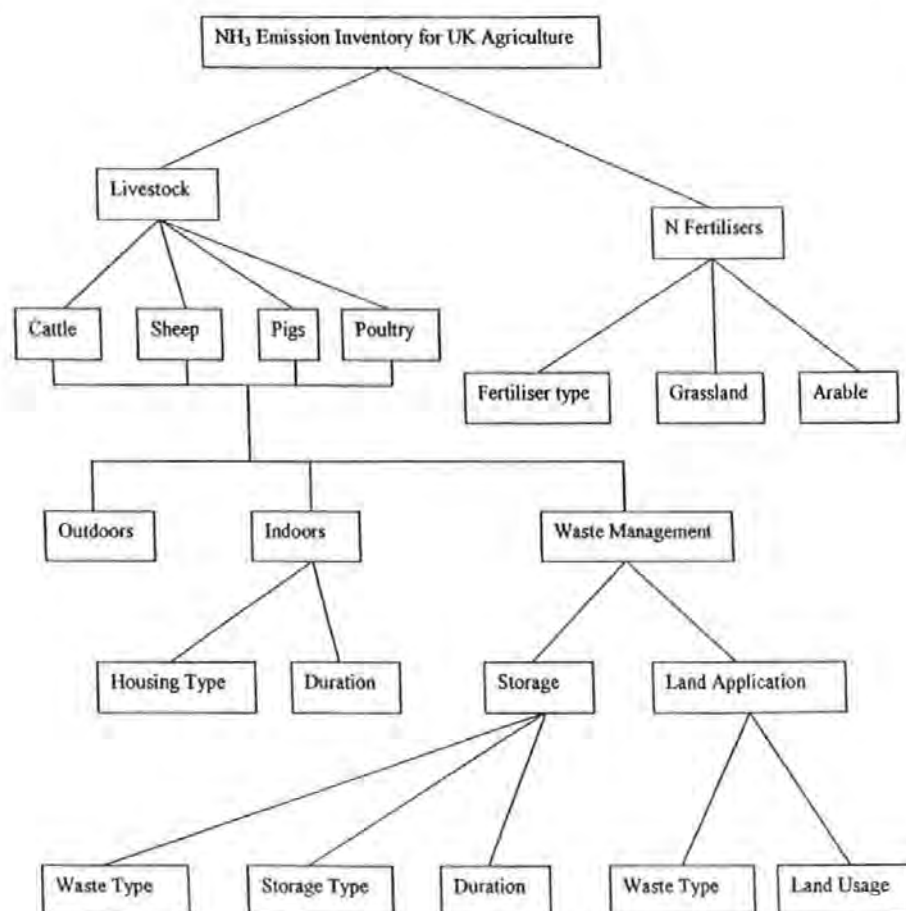 NH₃ Emission Inventory for UK Agriculture
Livestock
N Fertilisers
Cattle
Sheep
Pigs
Poultry
Fertiliser type
Grassland
Arable
Outdoors
Indoors
Waste Management
Housing Type
Duration
Storage
Land Application
Waste Type
Storage Type
Duration
Waste Type
Land Usage